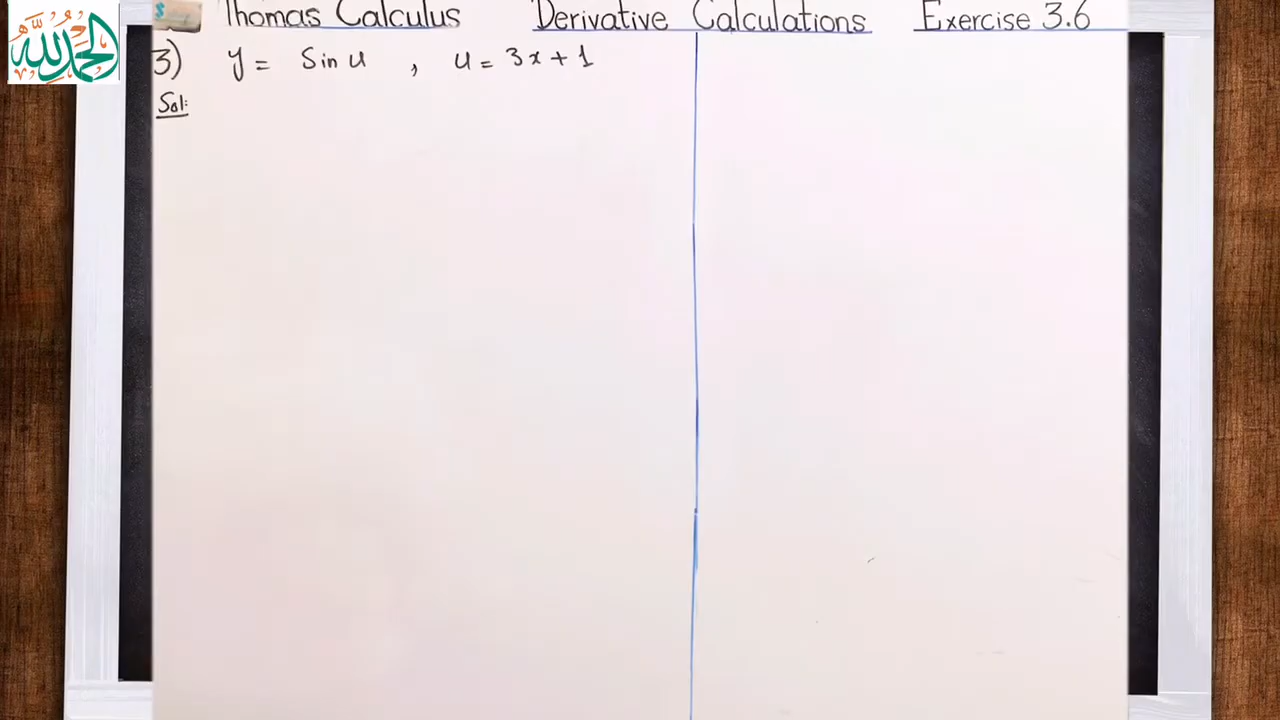 الحمد لله
Thomas Calculus Derivative Calculations Exercise 3.6
3) y = Sin u , u = 3x + 1
Sol: